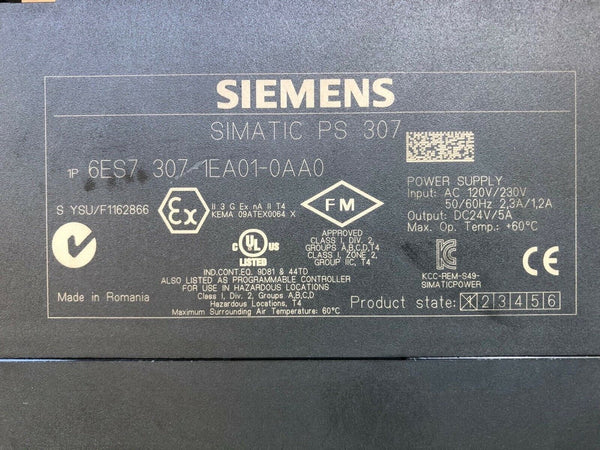 SIEMENS
SIMATIC PS 307
1P 6ES7 307-1EA01-0AA0
S YSU/F1162866
Ex
II 3 G Ex nA II T4
KEMA 09ATEX0064 X
FM
APPROVED
CLASS I, DIV. 2,
GROUPS A,B,C,D,T4
CLASS I, ZONE 2,
GROUP IIC, T4
POWER SUPPLY
Input: AC 120V/230V
50/60Hz 2,3A/1,2A
Output: DC24V/5A
Max. Op. Temp.: +60°C
C UL US
LISTED
IND.CONT.EQ. 9D81 & 44TD
ALSO LISTED AS PROGRAMMABLE CONTROLLER
FOR USE IN HAZARDOUS LOCATIONS
Class I, Div. 2, Groups A,B,C,D
Hazardous Locations, T4
Maximum Surrounding Air Temperature: 60°C
KCC-REM-S49-
SIMATICPOWER
CE
Made in Romania
Product state: X 2 3 4 5 6